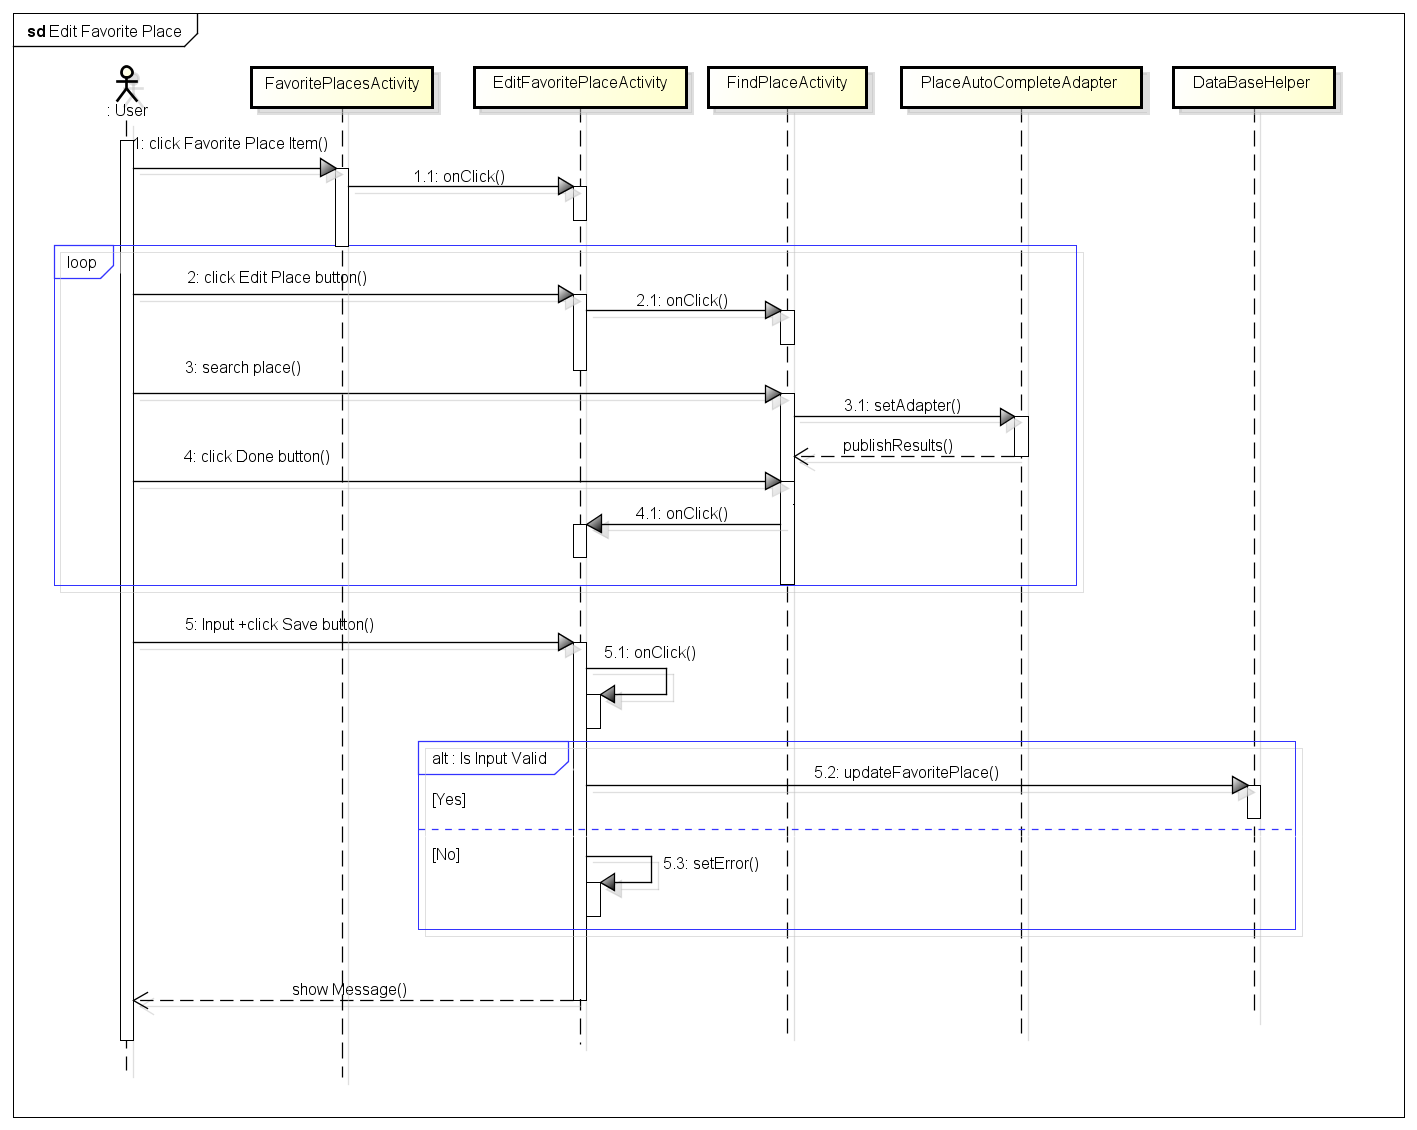 sd Edit Favorite Place
: User
FavoritePlacesActivity
EditFavoritePlaceActivity
FindPlaceActivity
PlaceAutoCompleteAdapter
DataBaseHelper
1: click Favorite Place Item()
1.1: onClick()
loop
2: click Edit Place button()
2.1: onClick()
3: search place()
3.1: setAdapter()
publishResults()
4: click Done button()
4.1: onClick()
5: Input +click Save button()
5.1: onClick()
alt : Is Input Valid
5.2: updateFavoritePlace()
[Yes]
[No]
5.3: setError()
show Message()